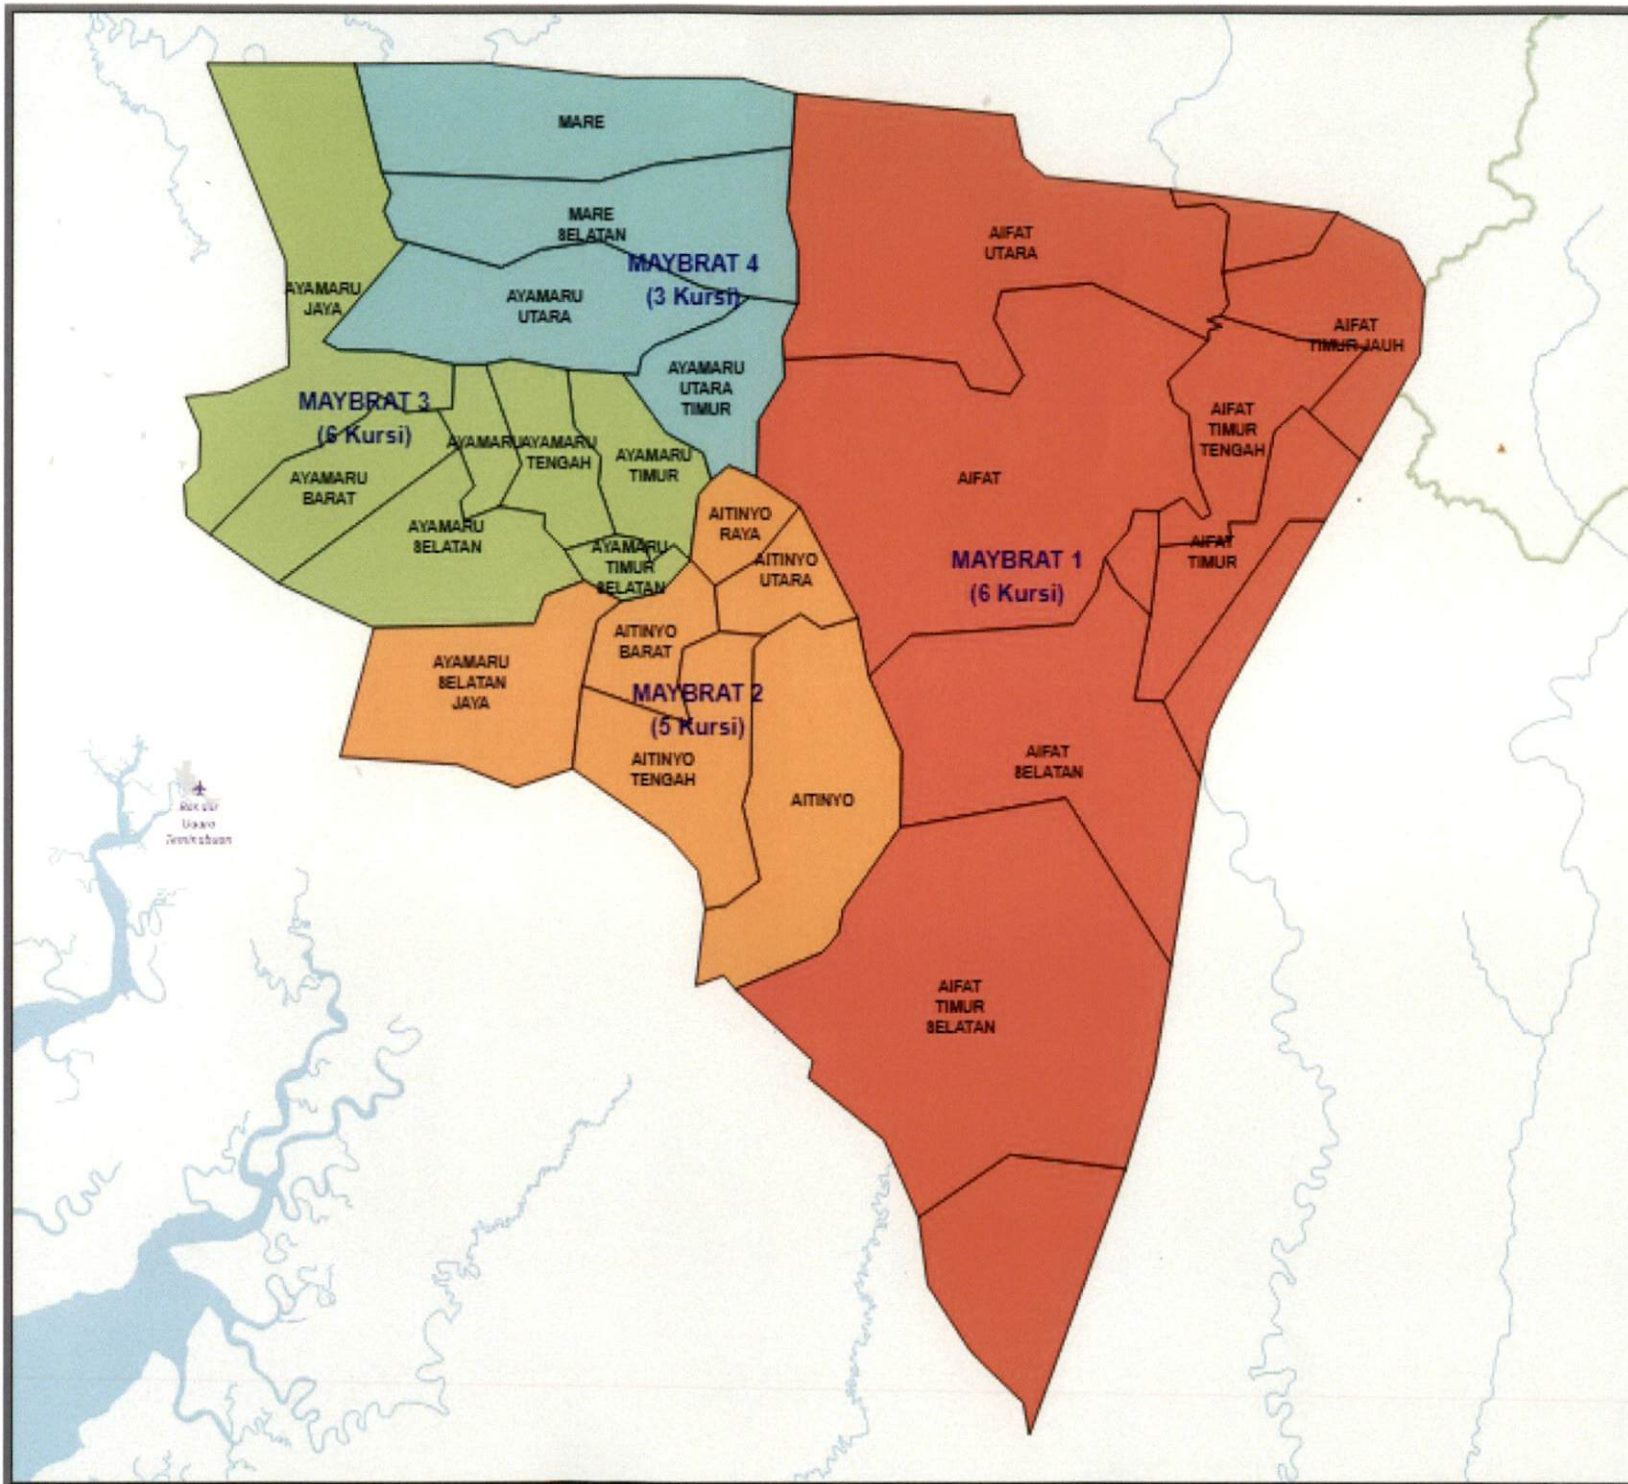 MARE
MARE
SELATAN
MAYBRAT 4
(3 Kursi)
AYAMARU
UTARA
AYAMARU
UTARA
TIMUR
AYAMARU
JAYA
MAYBRAT 3
(6 Kursi)
AYAMARU
BARAT
AYAMARU
AYAMARU
TENGAH
AYAMARU
TIMUR
AYAMARU
SELATAN
AYAMARU
TIMUR
SELATAN
AITINYO
RAYA
AITINYO
UTARA
AITINYO
BARAT
AYAMARU
SELATAN
JAYA
MAYBRAT 2
(5 Kursi)
AITINYO
TENGAH
AITINYO
AIFAT
UTARA
AIFAT
TIMUR JAUH
AIFAT
TIMUR
TENGAH
AIFAT
MAYBRAT 1
(6 Kursi)
AIFAT
TIMUR
AIFAT
SELATAN
AIFAT
TIMUR
SELATAN
Udara
Teminabuan